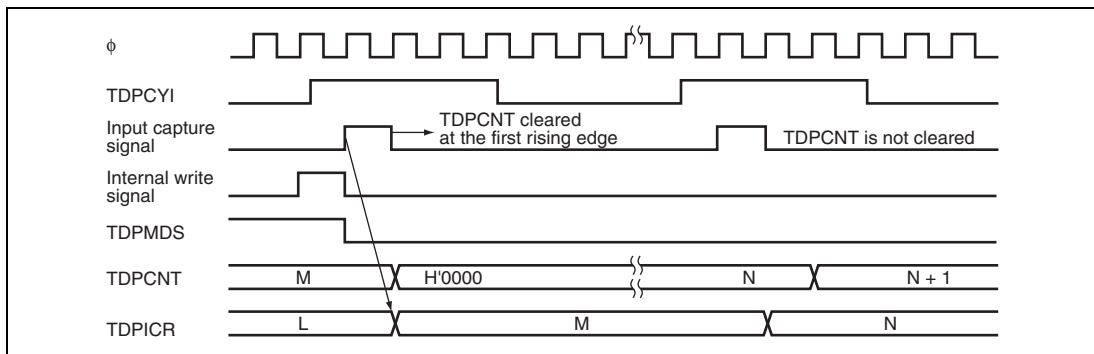 ϕ
TDPCYI
Input capture
signal
TDPCNT cleared
at the first rising edge
TDPCNT is not cleared
Internal write
signal
TDPMDS
TDPCNT
M
H'0000
N
N + 1
TDPICR
L
M
N